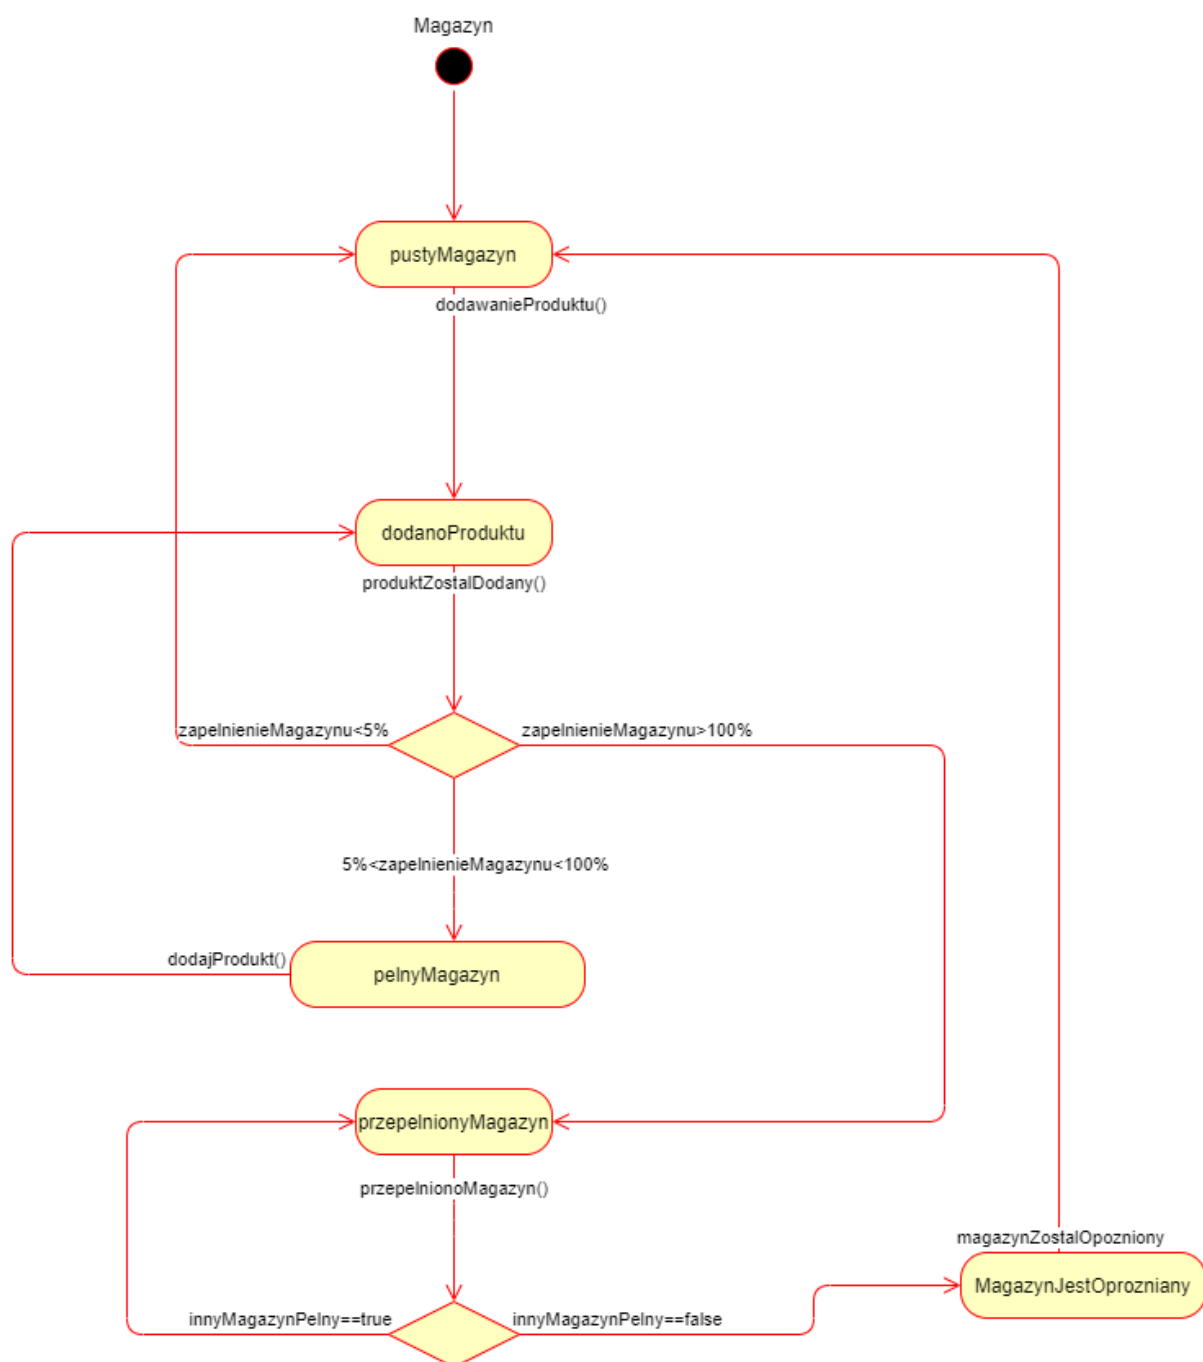 Magazyn
pustyMagazyn
dodawanieProduktu()
dodanoProduktu
produktZostalDodany()
zapelnienieMagazynu<5%
zapelnienieMagazynu>100%
5%<zapelnienieMagazynu<100%
dodajProdukt()
pelnyMagazyn
przepelnionyMagazyn
przepelnionoMagazyn()
magazynZostalOpozniony
MagazynJestOprozniany
innyMagazynPelny==true
innyMagazynPelny==false